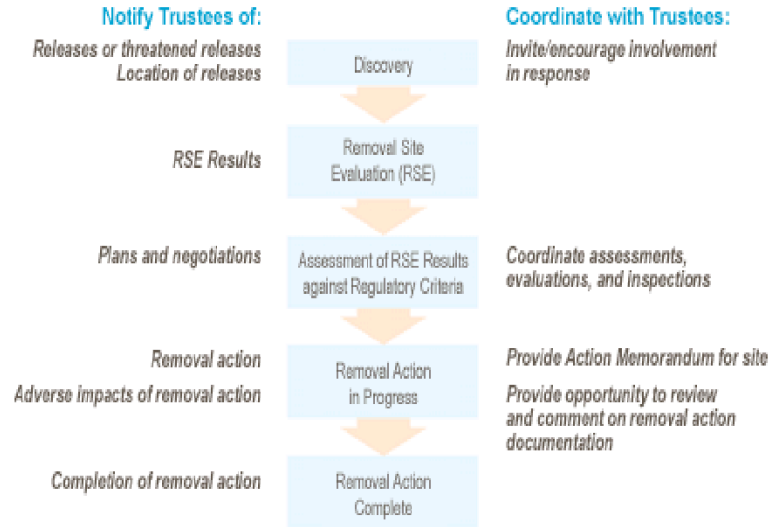 Notify Trustees of:
Coordinate with Trustees:
Releases or threatened releases
Location of releases
Discovery
Invite/encourage involvement
in response
RSE Results
Removal Site
Evaluation (RSE)
Plans and negotiations
Assessment of RSE Results
against Regulatory Criteria
Coordinate assessments,
evaluations, and inspections
Removal action
Adverse impacts of removal action
Removal Action
in Progress
Provide Action Memorandum for site
Provide opportunity to review
and comment on removal action
documentation
Completion of removal action
Removal Action
Complete